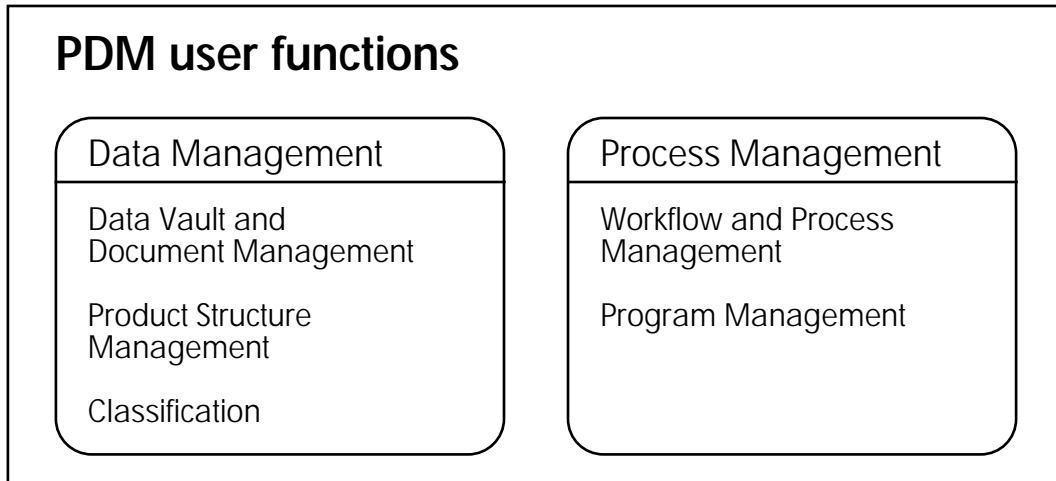 PDM user functions
Data Management
Data Vault and
Document Management
Product Structure
Management
Classification
Process Management
Workflow and Process
Management
Program Management